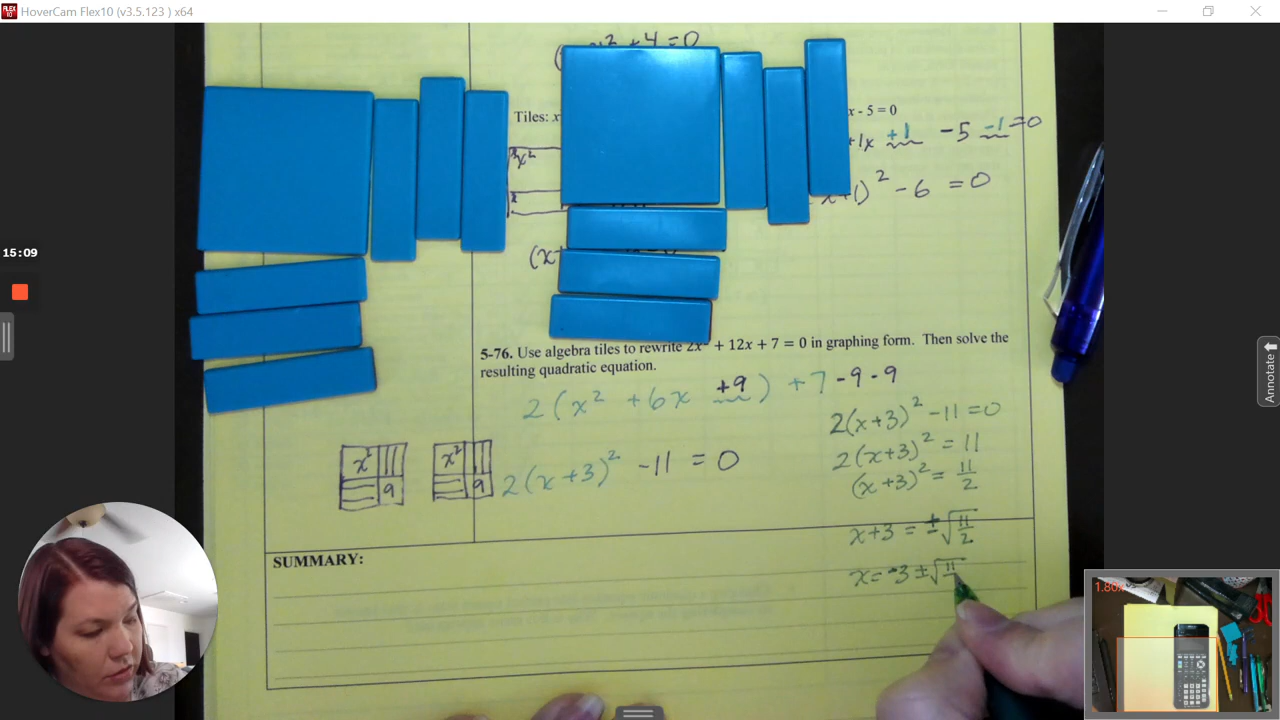 HoverCam Flex10 (v3.5.123 ) x64
x² + 4 = 0
Tiles: x
x - 5 = 0
+1x +1 -5 -1 = 0
x²
x+1)² - 6 = 0
(x+
15:09
5-76. Use algebra tiles to rewrite 2x² + 12x + 7 = 0 in graphing form. Then solve the
resulting quadratic equation.
2(x² +6x +9) +7 -9 -9
2(x+3)² -11 = 0
2(x+3)² = 11
(x+3)² = 11/2
x² 9
x² 9
2(x+3)² -11 = 0
x+3 = ±√11/2
SUMMARY:
x = -3 ±√11
Annotate
1.80x